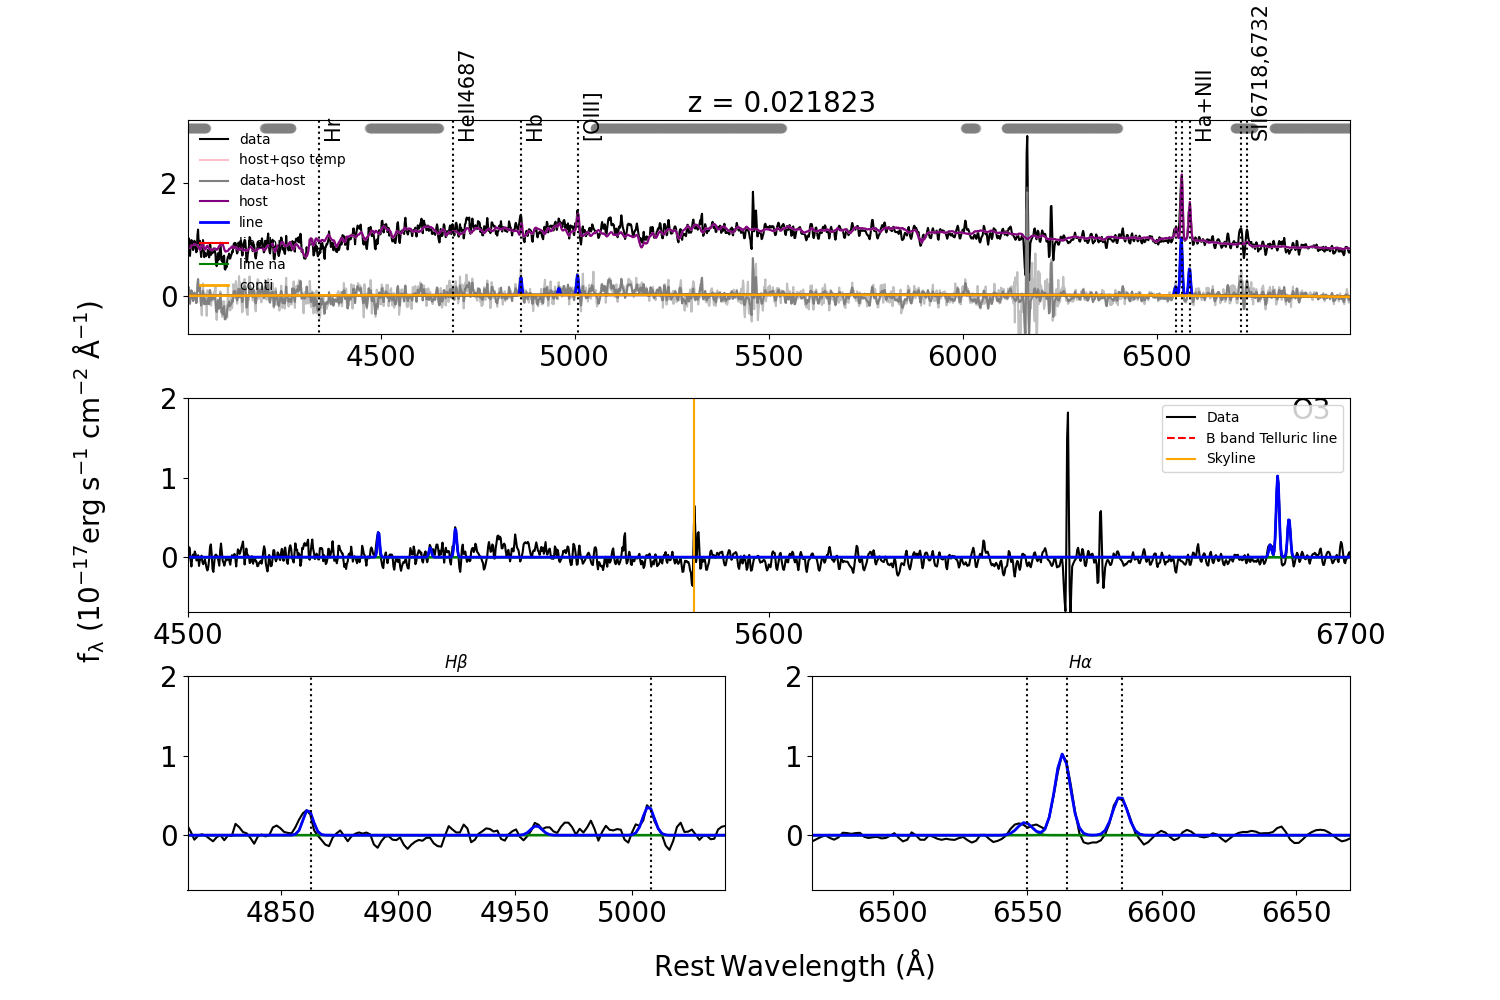 z = 0.021823
Hr
HeII4687
Hb
[OIII]
Ha+NII
SII6718,6732
data
host+qso temp
data-host
host
line
line na
conti
2
0
4500 5000 5500 6000 6500
f_λ (10^−17 erg s^−1 cm^−2 Å^−1)
O3
Data
B band Telluric line
Skyline
2
1
0
4500 5600 6700
Hβ
2
1
0
4850 4900 4950 5000
Hα
2
1
0
6500 6550 6600 6650
Rest Wavelength (Å)